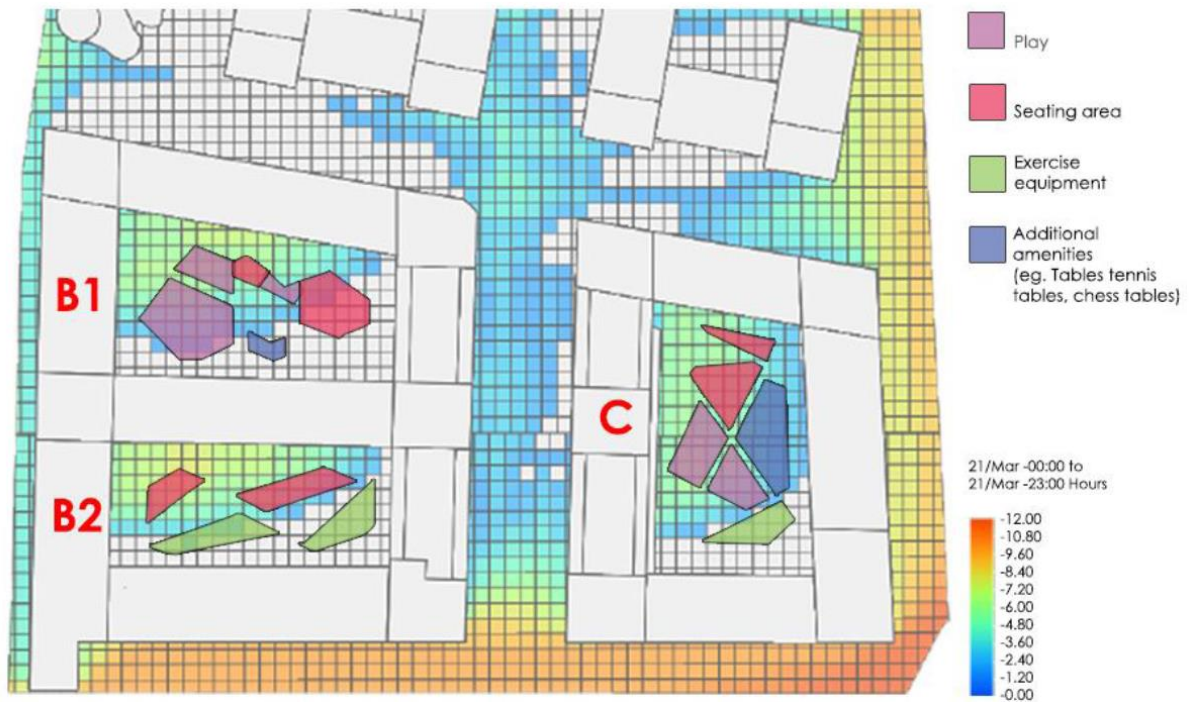 Play
Seating area
Exercise
equipment
Additional
amenities
(eg. Tables tennis
tables, chess tables)
B1
B2
C
21/Mar -00:00 to
21/Mar -23:00 Hours
-12.00
-10.80
-9.60
-8.40
-7.20
-6.00
-4.80
-3.60
-2.40
-1.20
-0.00